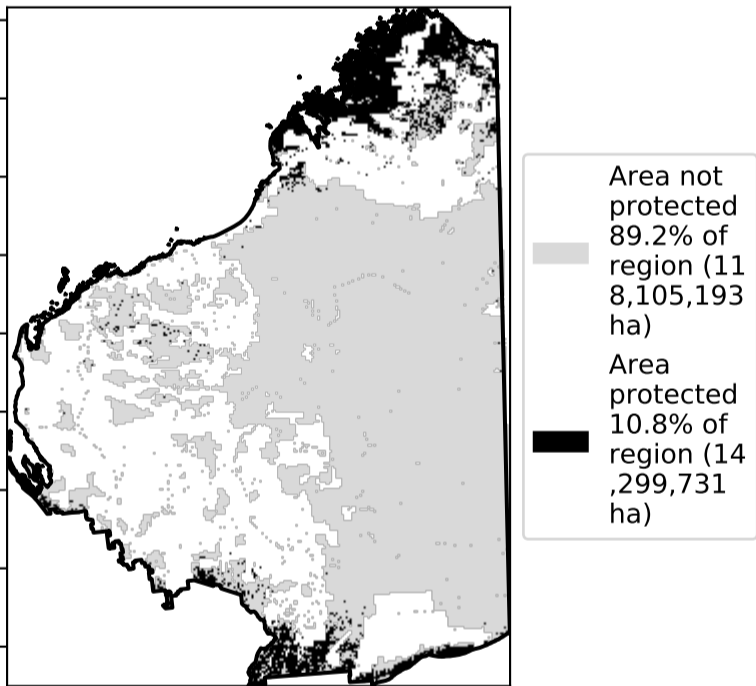 Area not
protected
89.2% of
region (11
8,105,193
ha)
Area
protected
10.8% of
region (14
,299,731
ha)